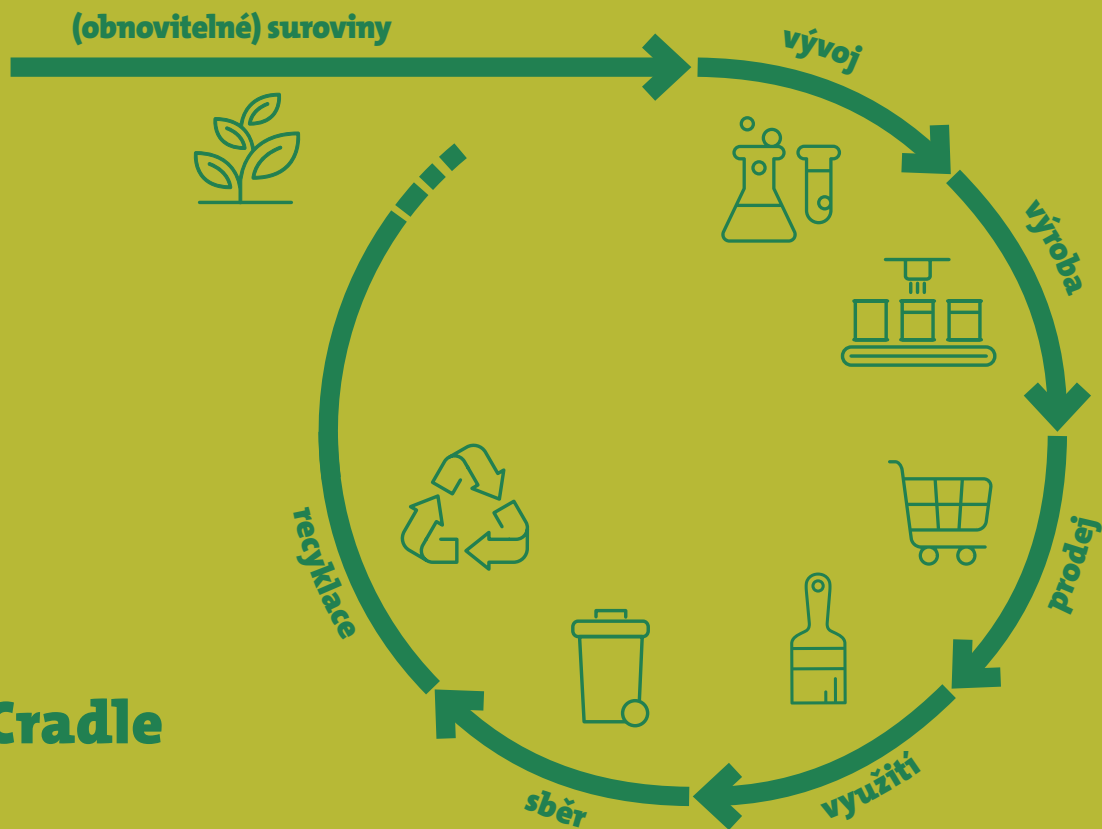 (obnovitelné) suroviny
vývoj
výroba
prodej
využití
sběr
recyklace
Cradle